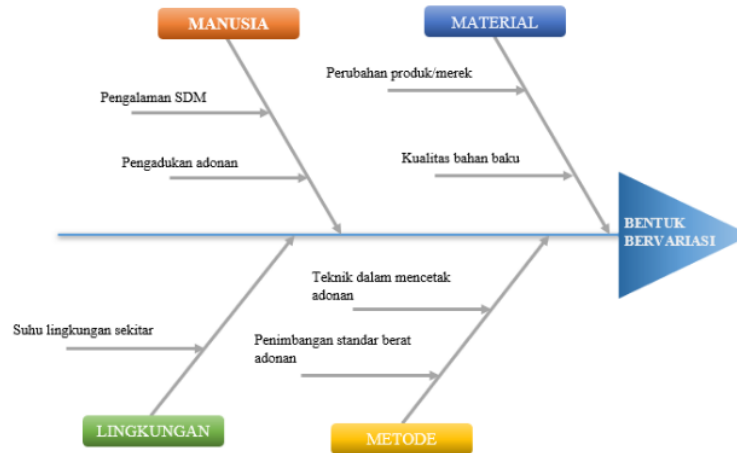 MANUSIA
MATERIAL
Perubahan produk/merek
Pengalaman SDM
Pengadukan adonan
Kualitas bahan baku
BENTUK
BERVARIASI
Teknik dalam mencetak
adonan
Suhu lingkungan sekitar
Penimbangan standar berat
adonan
LINGKUNGAN
METODE